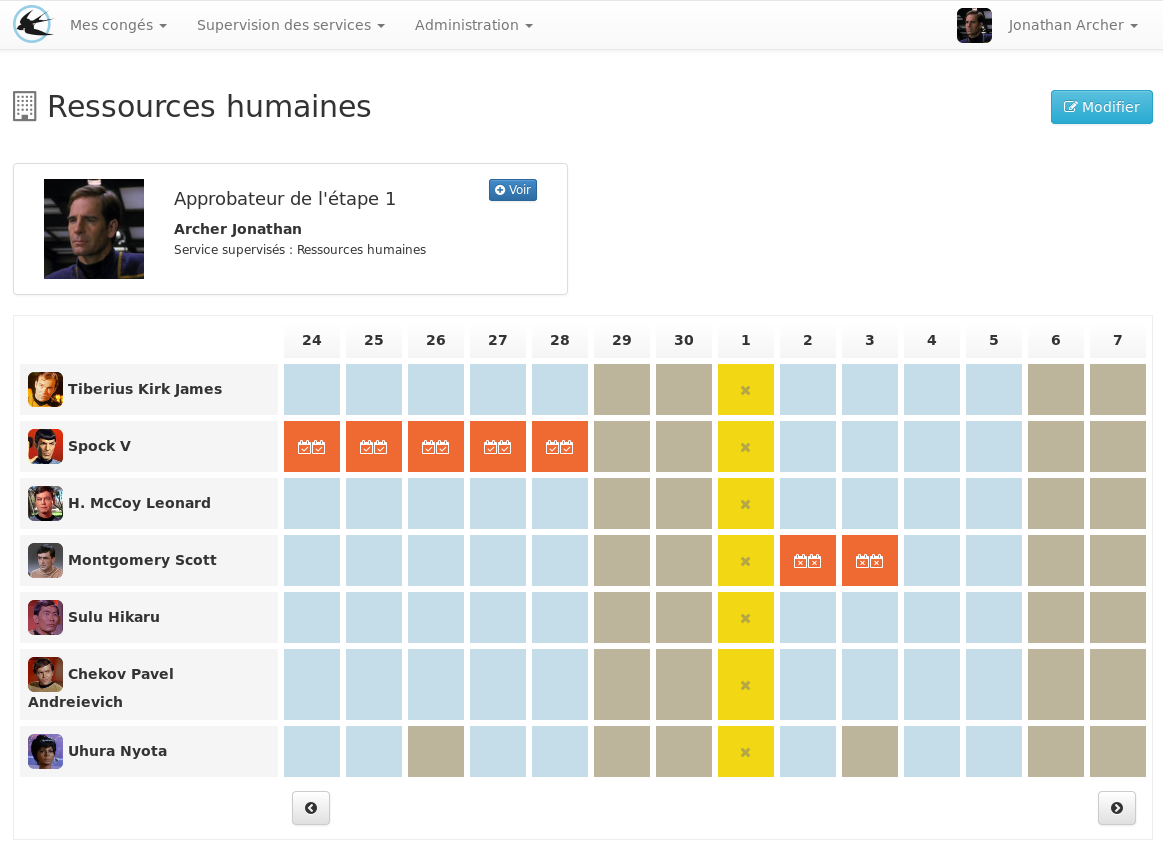 Mes congés Supervision des services Administration Jonathan Archer
Ressources humaines
Modifier
Approbateur de l'étape 1
Voir
Archer Jonathan
Service supervisés : Ressources humaines
24 25 26 27 28 29 30 1 2 3 4 5 6 7
Tiberius Kirk James
Spock V
H. McCoy Leonard
Montgomery Scott
Sulu Hikaru
Chekov Pavel
Andreievich
Uhura Nyota